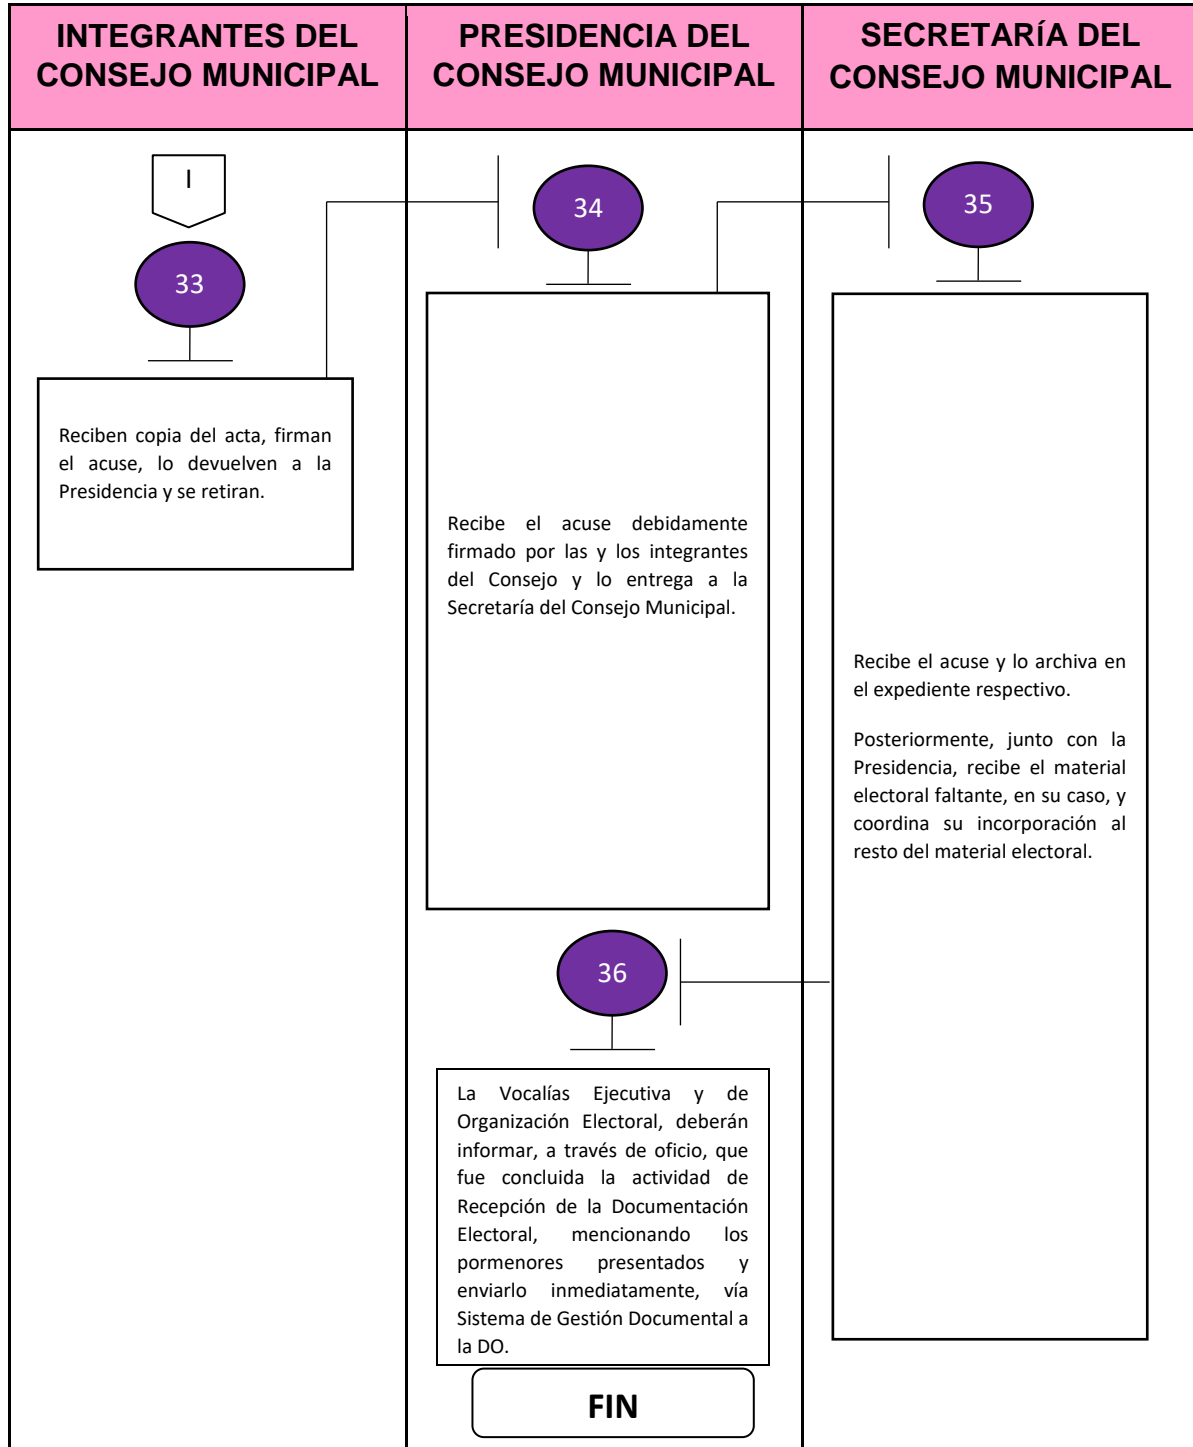 INTEGRANTES DEL
CONSEJO MUNICIPAL
PRESIDENCIA DEL
CONSEJO MUNICIPAL
SECRETARÍA DEL
CONSEJO MUNICIPAL
I
33
Reciben copia del acta, firman
el acuse, lo devuelven a la
Presidencia y se retiran.
34
Recibe el acuse debidamente
firmado por las y los integrantes
del Consejo y lo entrega a la
Secretaría del Consejo Municipal.
35
Recibe el acuse y lo archiva en
el expediente respectivo.
Posteriormente, junto con la
Presidencia, recibe el material
electoral faltante, en su caso, y
coordina su incorporación al
resto del material electoral.
36
La Vocalías Ejecutiva y de
Organización Electoral, deberán
informar, a través de oficio, que
fue concluida la actividad de
Recepción de la Documentación
Electoral, mencionando los
pormenores presentados y
enviarlo inmediatamente, vía
Sistema de Gestión Documental a
la DO.
FIN